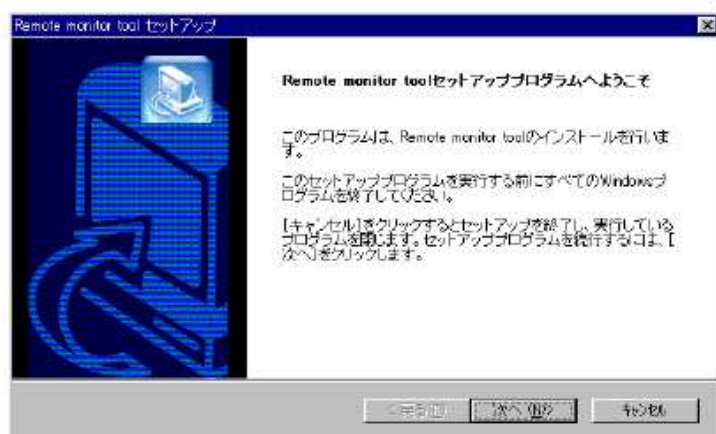 Remote monitor tool セットアップ
Remote monitor toolセットアッププログラムへようこそ
このプログラムは、Remote monitor toolのインストールを行いま
す。
このセットアッププログラムを実行する前にすべてのWindowsプ
ログラムを終了してください。
[キャンセル]をクリックするとセットアップを終了し、実行している
プログラムを閉じます。セットアッププログラムを続行するには、[
次へ]をクリックします。
< 戻る(B)
次へ(N)>
キャンセル